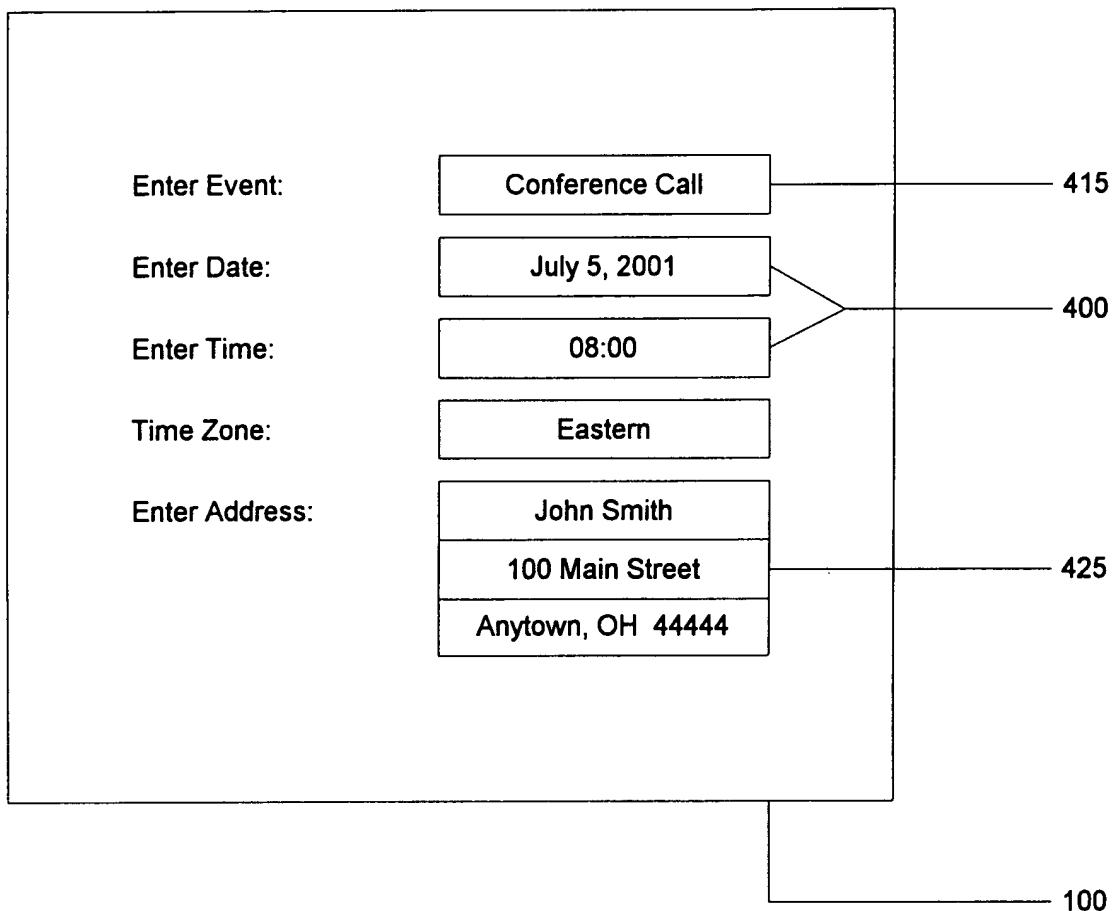 Enter Event: Conference Call 415
Enter Date: July 5, 2001
400
Enter Time: 08:00
Time Zone: Eastern
Enter Address: John Smith
100 Main Street 425
Anytown, OH 44444
100